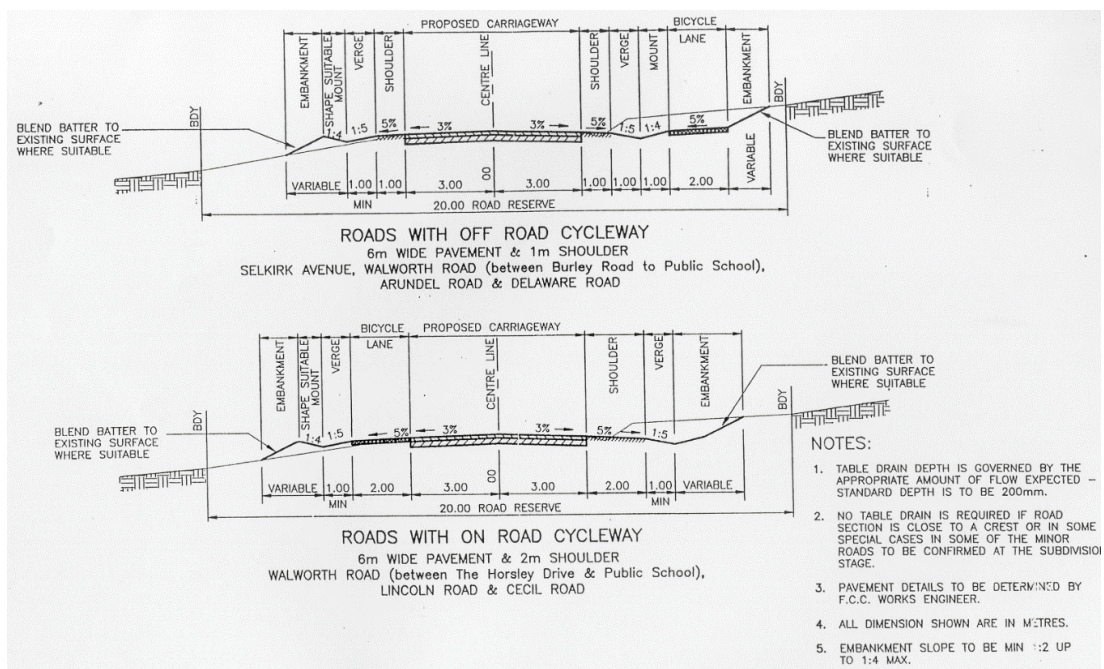 PROPOSED CARRIAGEWAY
BICYCLE
LANE
EMBANKMENT
SHAPE SUITABLE
MOUNT
VERGE
SHOULDER
CENTRE LINE
SHOULDER
VERGE
MOUNT
EMBANKMENT
BDY
BDY
BLEND BATTER TO
EXISTING SURFACE
WHERE SUITABLE
1:4
1:5
5%
3%
3%
5%
1:5
1:4
5%
BLEND BATTER TO
EXISTING SURFACE
WHERE SUITABLE
VARIABLE
1.00
1.00
3.00
00
3.00
1.00
1.00
1.00
2.00
VARIABLE
MIN
20.00 ROAD RESERVE
ROADS WITH OFF ROAD CYCLEWAY
6m WIDE PAVEMENT & 1m SHOULDER
SELKIRK AVENUE, WALWORTH ROAD (between Burley Road to Public School),
ARUNDEL ROAD & DELAWARE ROAD
BICYCLE
LANE
PROPOSED CARRIAGEWAY
EMBANKMENT
SHAPE SUITABLE
MOUNT
VERGE
CENTRE LINE
SHOULDER
VERGE
EMBANKMENT
BDY
BDY
BLEND BATTER TO
EXISTING SURFACE
WHERE SUITABLE
BLEND BATTER TO
EXISTING SURFACE
WHERE SUITABLE
1:4
1:5
5%
3%
3%
5%
1:5
VARIABLE
1.00
2.00
3.00
00
3.00
2.00
1.00
VARIABLE
MIN
MIN
20.00 ROAD RESERVE
ROADS WITH ON ROAD CYCLEWAY
6m WIDE PAVEMENT & 2m SHOULDER
WALWORTH ROAD (between The Horsley Drive & Public School),
LINCOLN ROAD & CECIL ROAD
NOTES:
1. TABLE DRAIN DEPTH IS GOVERNED BY THE
APPROPRIATE AMOUNT OF FLOW EXPECTED –
STANDARD DEPTH IS TO BE 200mm.
2. NO TABLE DRAIN IS REQUIRED IF ROAD
SECTION IS CLOSE TO A CREST OR IN SOME
SPECIAL CASES IN SOME OF THE MINOR
ROADS TO BE CONFIRMED AT THE SUBDIVISIO
STAGE.
3. PAVEMENT DETAILS TO BE DETERMINED BY
F.C.C. WORKS ENGINEER.
4. ALL DIMENSION SHOWN ARE IN METRES.
5. EMBANKMENT SLOPE TO BE MIN 1:2 UP
TO 1:4 MAX.